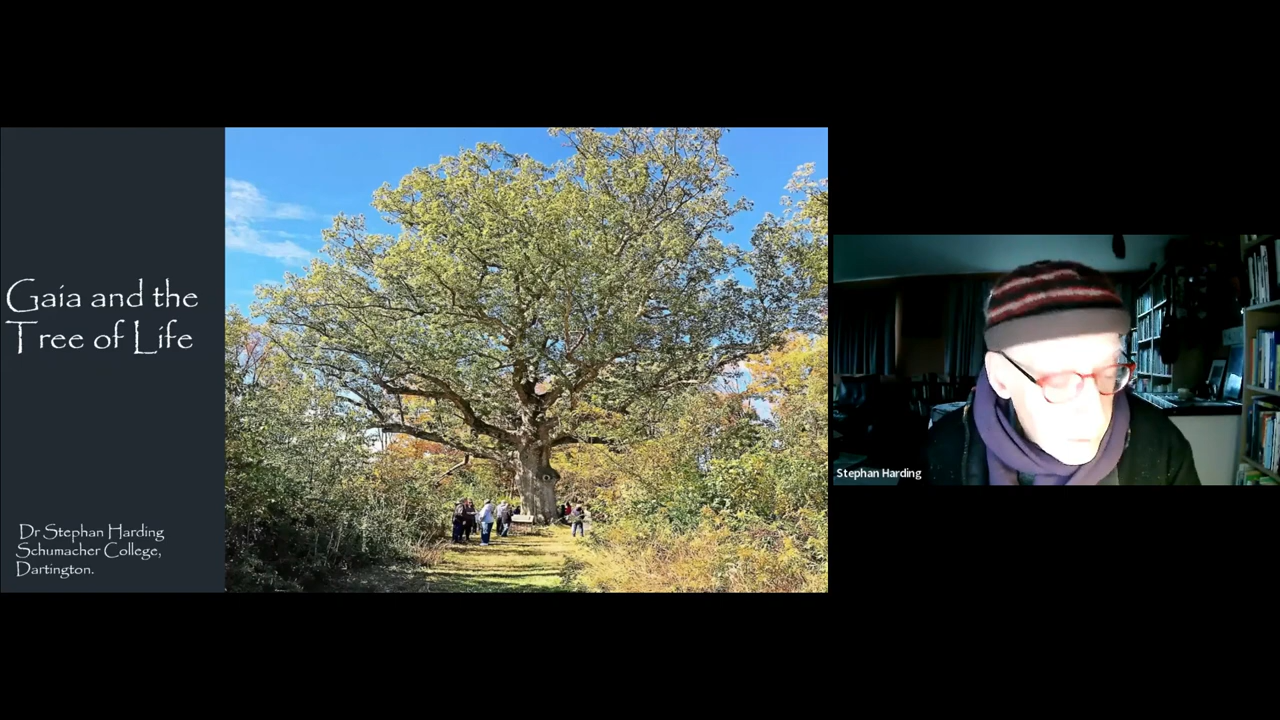 Gaia and the
Tree of Life
Dr Stephan Harding
Schumacher College,
Dartington.
Stephan Harding